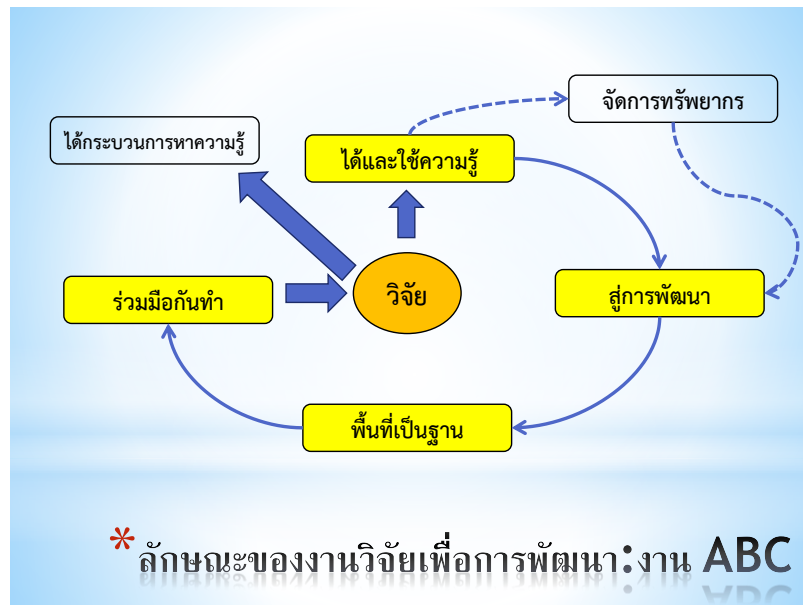 จัดการทรัพยากร
ได้กระบวนการหาความรู้
ได้และใช้ความรู้
ร่วมมือกันทำ
วิจัย
สู่การพัฒนา
พื้นที่เป็นฐาน
*ลักษณะของงานวิจัยเพื่อการพัฒนา:งาน ABC